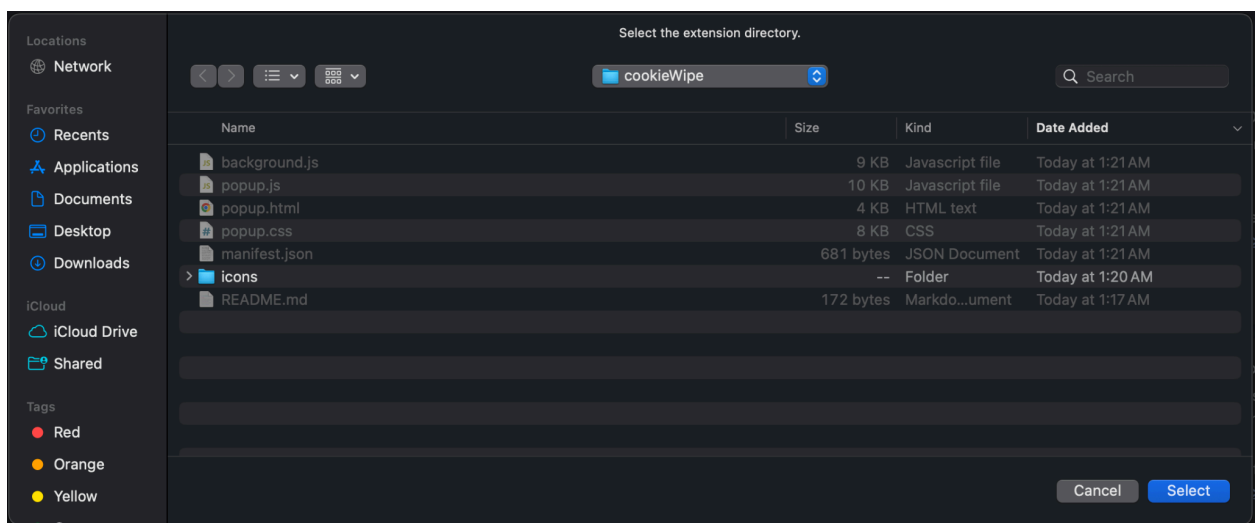 Select the extension directory.
Locations
Network
Favorites
Recents
Applications
Documents
Desktop
Downloads
iCloud
iCloud Drive
Shared
Tags
Red
Orange
Yellow
cookieWipe
Search
Name Size Kind Date Added
background.js 9 KB Javascript file Today at 1:21 AM
popup.js 10 KB Javascript file Today at 1:21 AM
popup.html 4 KB HTML text Today at 1:21 AM
popup.css 8 KB CSS Today at 1:21 AM
manifest.json 681 bytes JSON Document Today at 1:21 AM
icons -- Folder Today at 1:20 AM
README.md 172 bytes Markdo...ument Today at 1:17 AM
Cancel Select